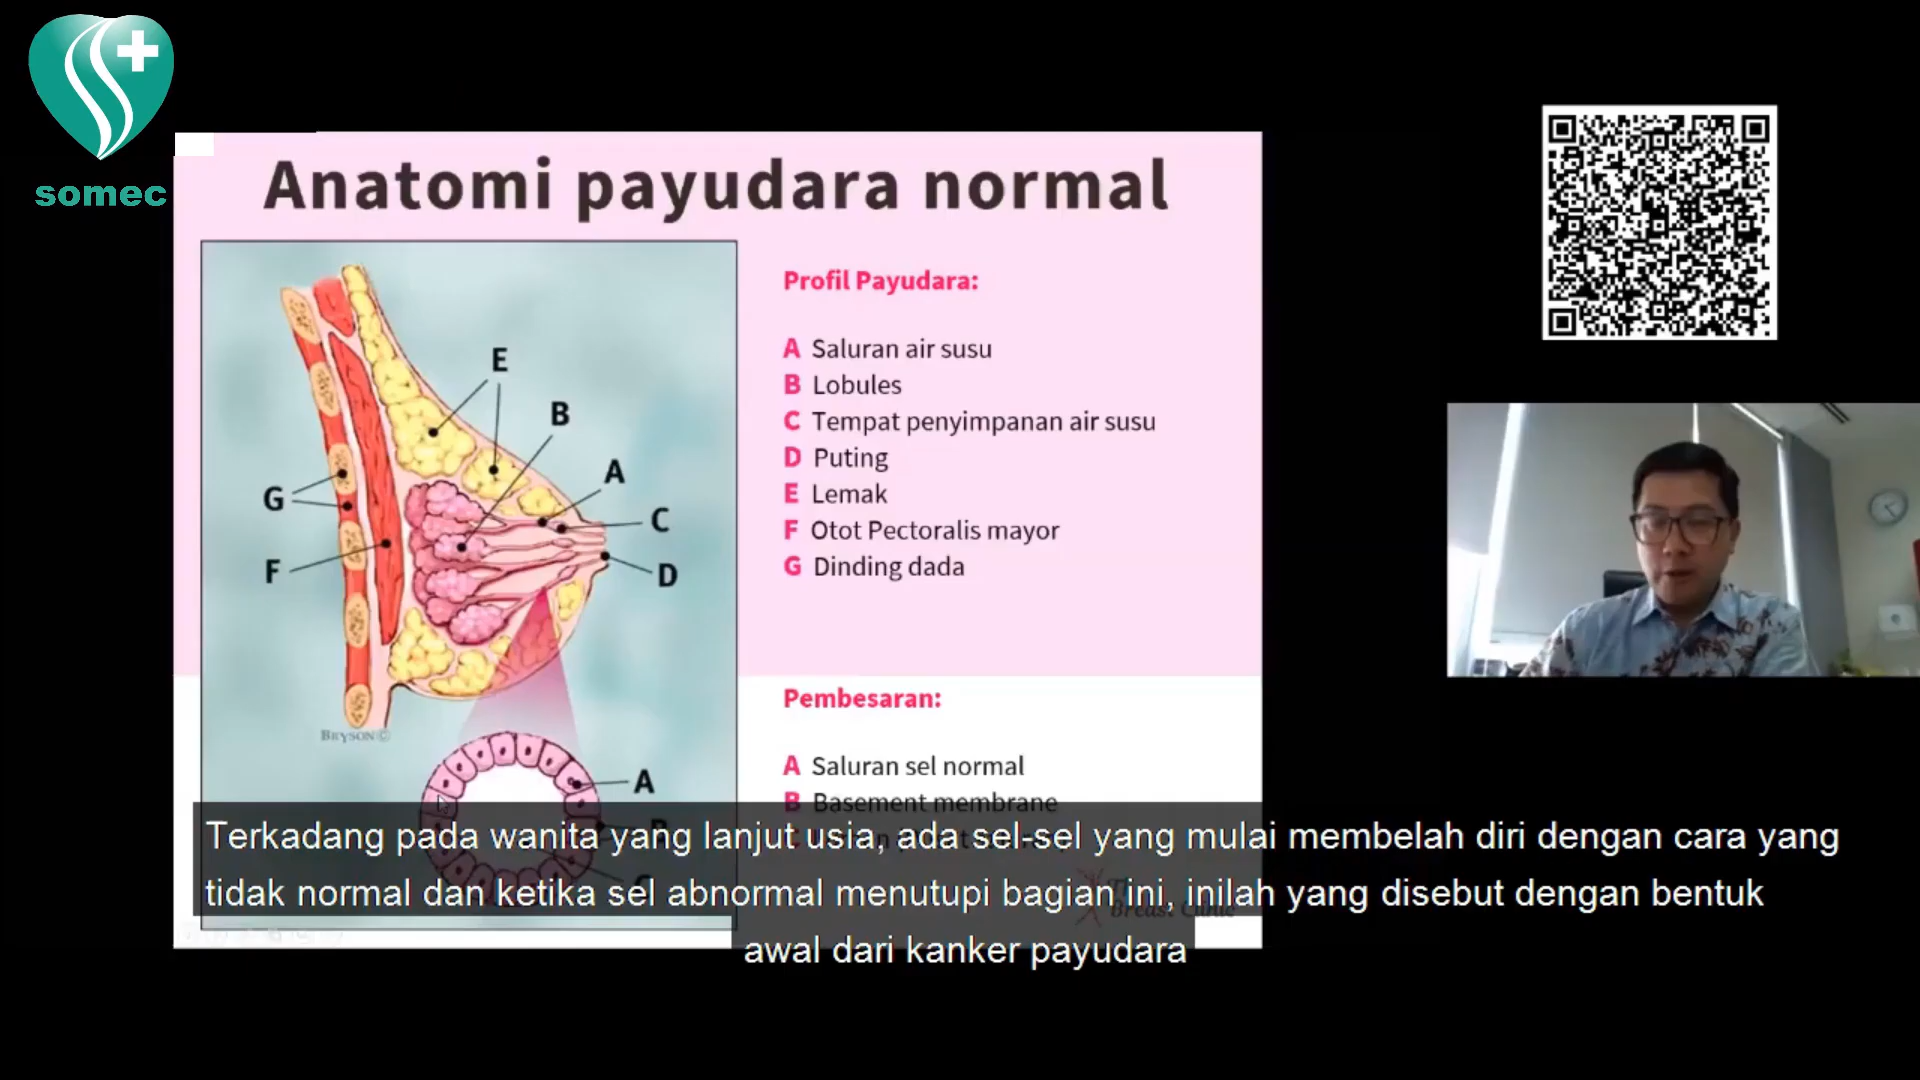 somec
Anatomi payudara normal
E
B
A
C
G
F
D
BRYSON©
A
Profil Payudara:
A Saluran air susu
B Lobules
C Tempat penyimpanan air susu
D Puting
E Lemak
F Otot Pectoralis mayor
G Dinding dada
Pembesaran:
A Saluran sel normal
B Basement membrane
Terkadang pada wanita yang lanjut usia, ada sel-sel yang mulai membelah diri dengan cara yang
tidak normal dan ketika sel abnormal menutupi bagian ini, inilah yang disebut dengan bentuk
awal dari kanker payudara
Breast Clinic